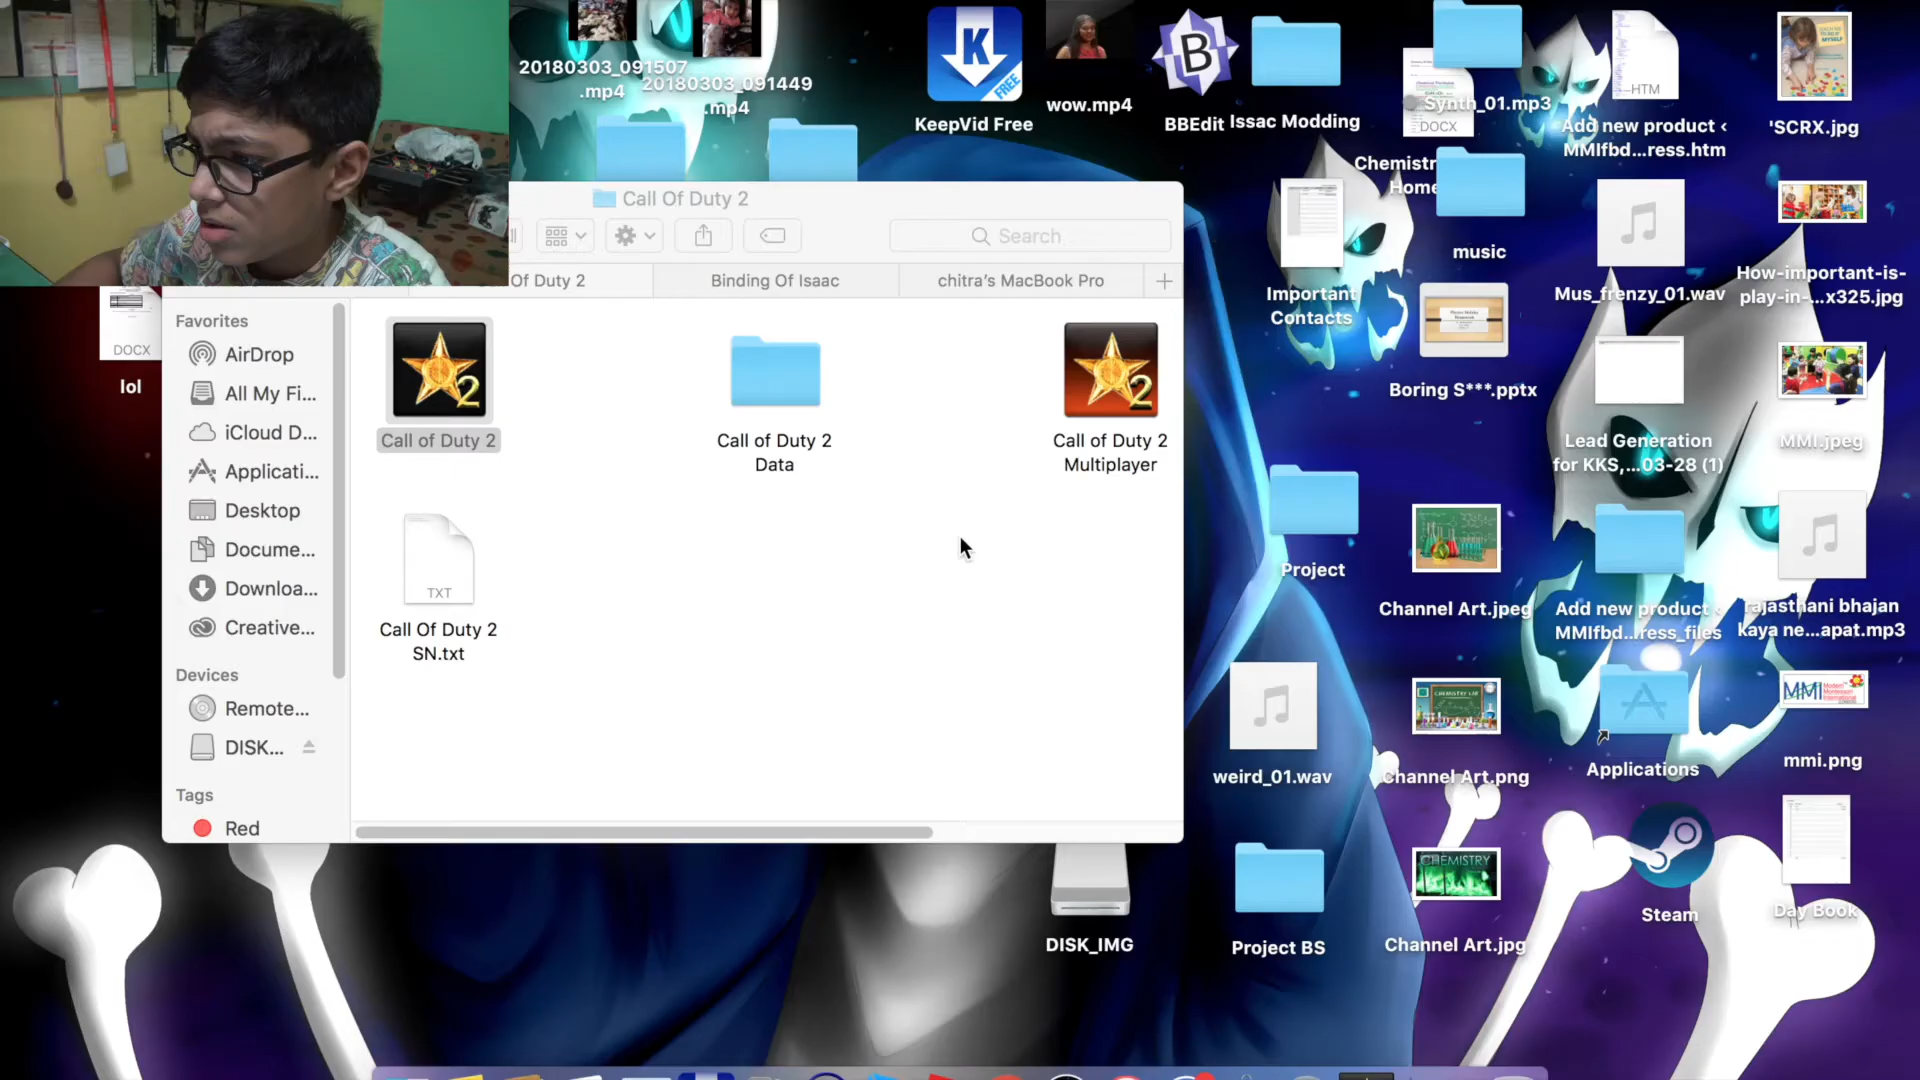 20180303_091507
.mp4
20180303_091449
.mp4
K
FREE
KeepVid Free
wow.mp4
B
BBEdit
Issac Modding
Synth_01.mp3
DOCX
Chemistr
Home
HTM
Add new product ‹
MMIfbd...ress.htm
'SCRX.jpg
Call Of Duty 2
Search
Of Duty 2
Binding Of Isaac
chitra's MacBook Pro
DOCX
lol
Favorites
AirDrop
All My Fi...
iCloud D...
Applicati...
Desktop
Docume...
Downloa...
Creative...
Devices
Remote...
DISK...
Tags
Red
2
Call of Duty 2
Call of Duty 2
Data
2
Call of Duty 2
Multiplayer
TXT
Call Of Duty 2
SN.txt
Important
Contacts
music
Mus_frenzy_01.wav
How-important-is-
play-in-...x325.jpg
Boring S***.pptx
Lead Generation
for KKS,...03-28 (1)
MMI.jpeg
Project
Channel Art.jpeg
Add new product ‹
MMIfbd...ress_files
rajasthani bhajan
kaya ne...apat.mp3
weird_01.wav
CHEMISTRY LAB
Channel Art.png
Applications
MMI
mmi.png
DISK_IMG
Project BS
CHEMISTRY
Channel Art.jpg
Steam
Day Book